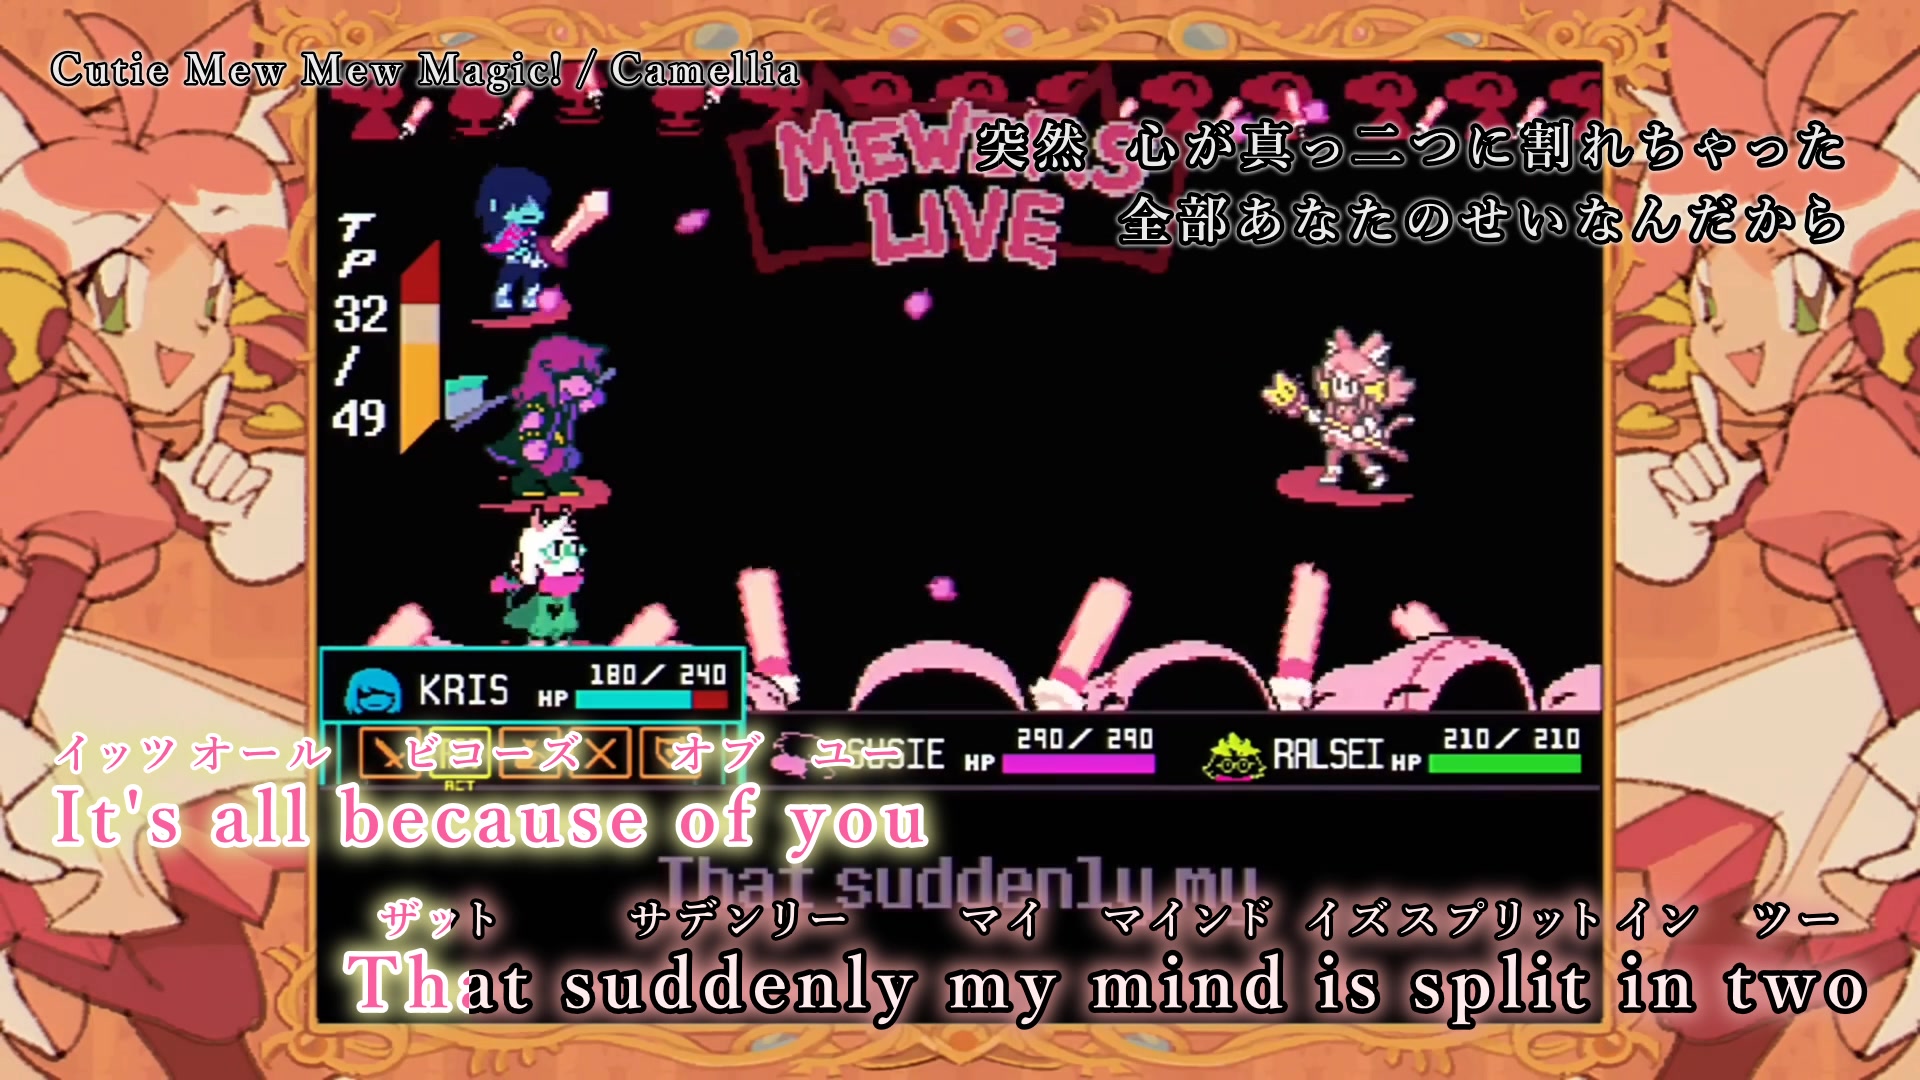 Cutie Mew Mew Magic! / Camellia
突然 心が真っ二つに割れちゃった
全部あなたのせいなんだから
LIVE
TP
32
/
49
KRIS HP 180/ 240
ACT
SUSIE HP 290/ 290
RALSEI HP 210/ 210
イッツ オール ビコーズ オブ ユー
It's all because of you
That suddenly my
ザット サデンリー マイ マインド イズ スプリット イン ツー
That suddenly my mind is split in two